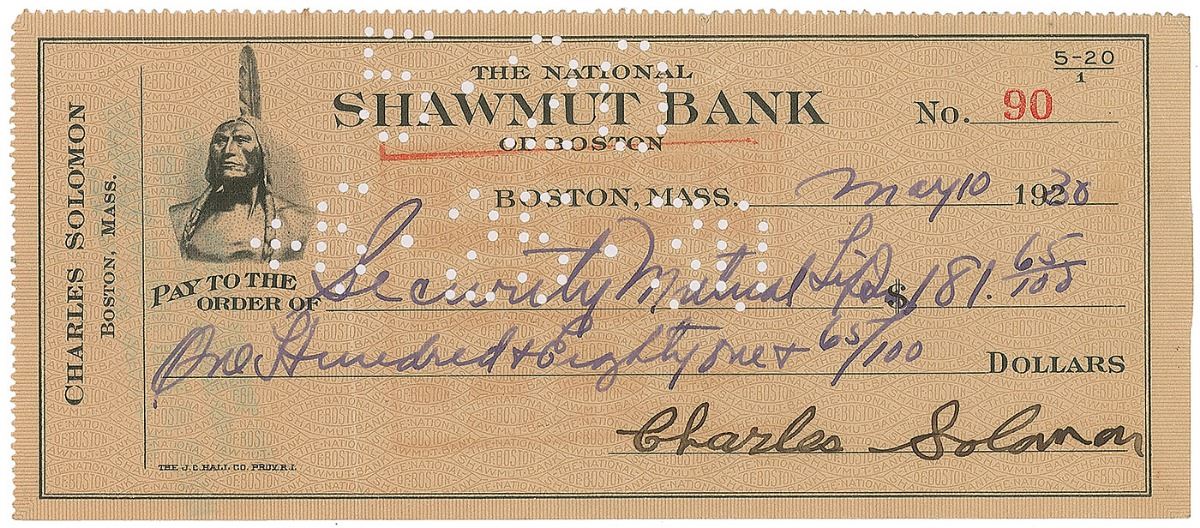 CHARLES SOLOMON
BOSTON, MASS.
5-20
1
THE NATIONAL
SHAWMUT BANK
OF BOSTON
No. 90
BOSTON, MASS. May 10 19230
PAY TO THE
ORDER OF Security Mutual Life $ 181. 65/100
One Hundred & Eighty one & 65/100 DOLLARS
Charles Solomon
THE J.C. HALL CO. PROV. R.I.